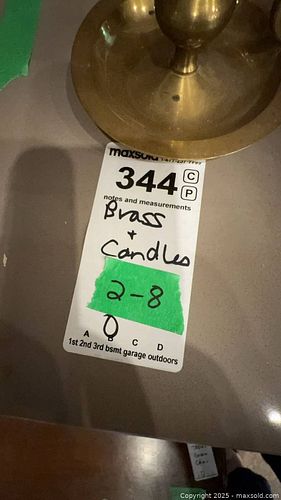 maxsold
344 C
P
notes and measurements
Brass
+
Candles
2-8
A B C D
1st 2nd 3rd bsmt garage outdoors
Copyright 2025 - maxsold.com